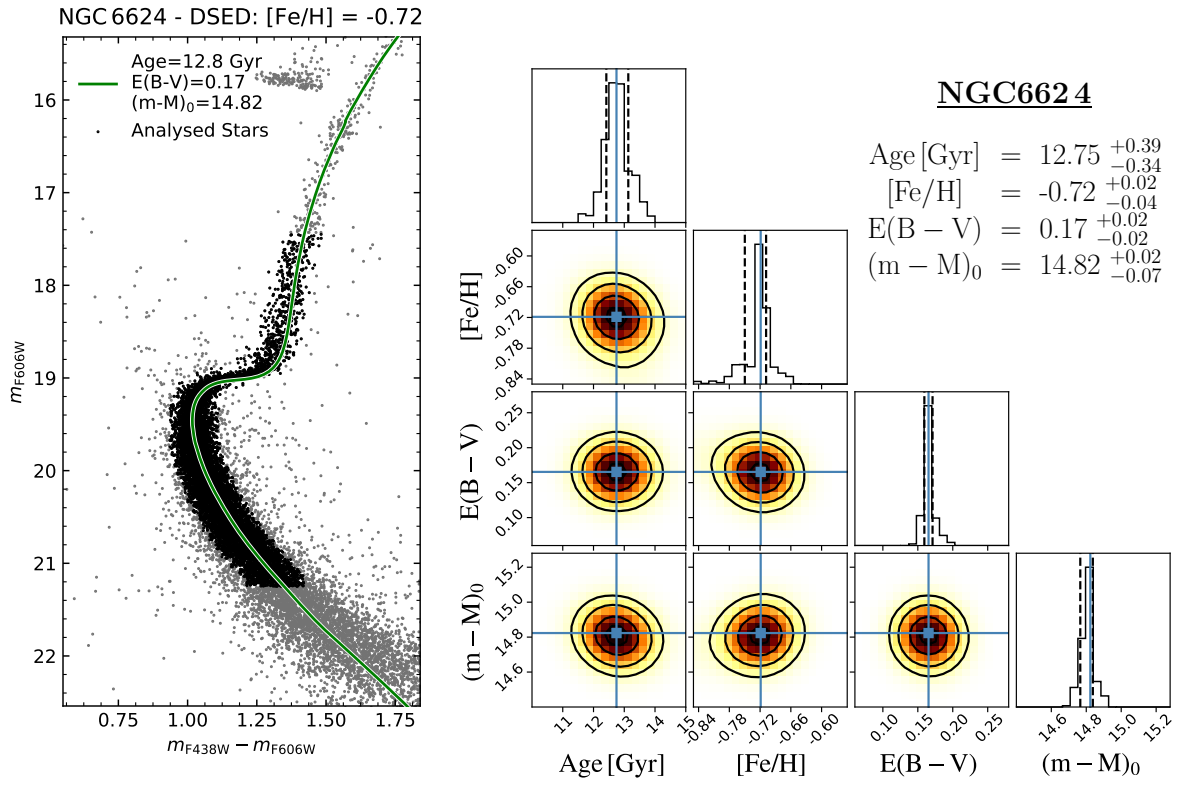 NGC 6624 - DSED: [Fe/H] = -0.72
Age=12.8 Gyr
E(B-V)=0.17
(m-M)₀=14.82
Analysed Stars
16
17
18
19
20
21
22
m_F606W
0.75 1.00 1.25 1.50 1.75
m_F438W − m_F606W
NGC6624
Age [Gyr] = 12.75 +0.39 −0.34
[Fe/H] = -0.72 +0.02 −0.04
E(B − V) = 0.17 +0.02 −0.02
(m − M)₀ = 14.82 +0.02 −0.07
[Fe/H]
-0.60
-0.66
-0.72
-0.78
-0.84
E(B − V)
0.25
0.20
0.15
0.10
(m − M)₀
15.2
15.0
14.8
14.6
11 12 13 14 15
Age [Gyr]
-0.84 -0.78 -0.72 -0.66 -0.60
[Fe/H]
0.10 0.15 0.20 0.25
E(B − V)
14.6 14.8 15.0 15.2
(m − M)₀